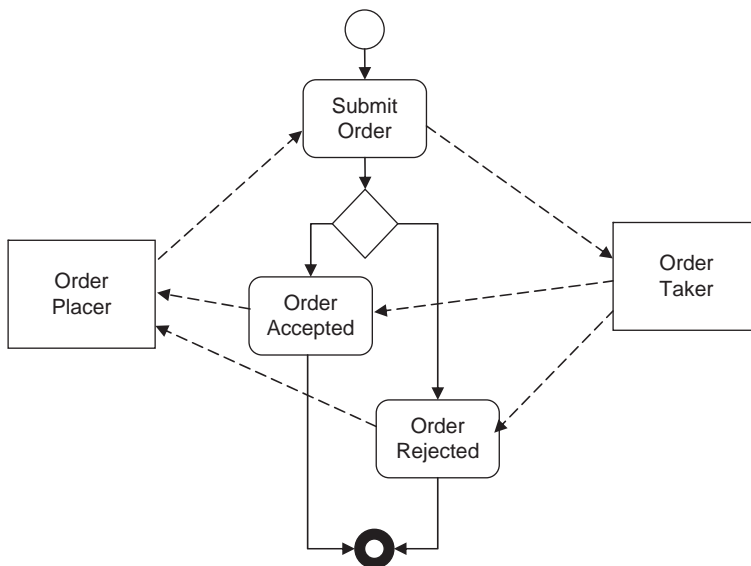 Submit
Order
Order
Placer
Order
Taker
Order
Accepted
Order
Rejected